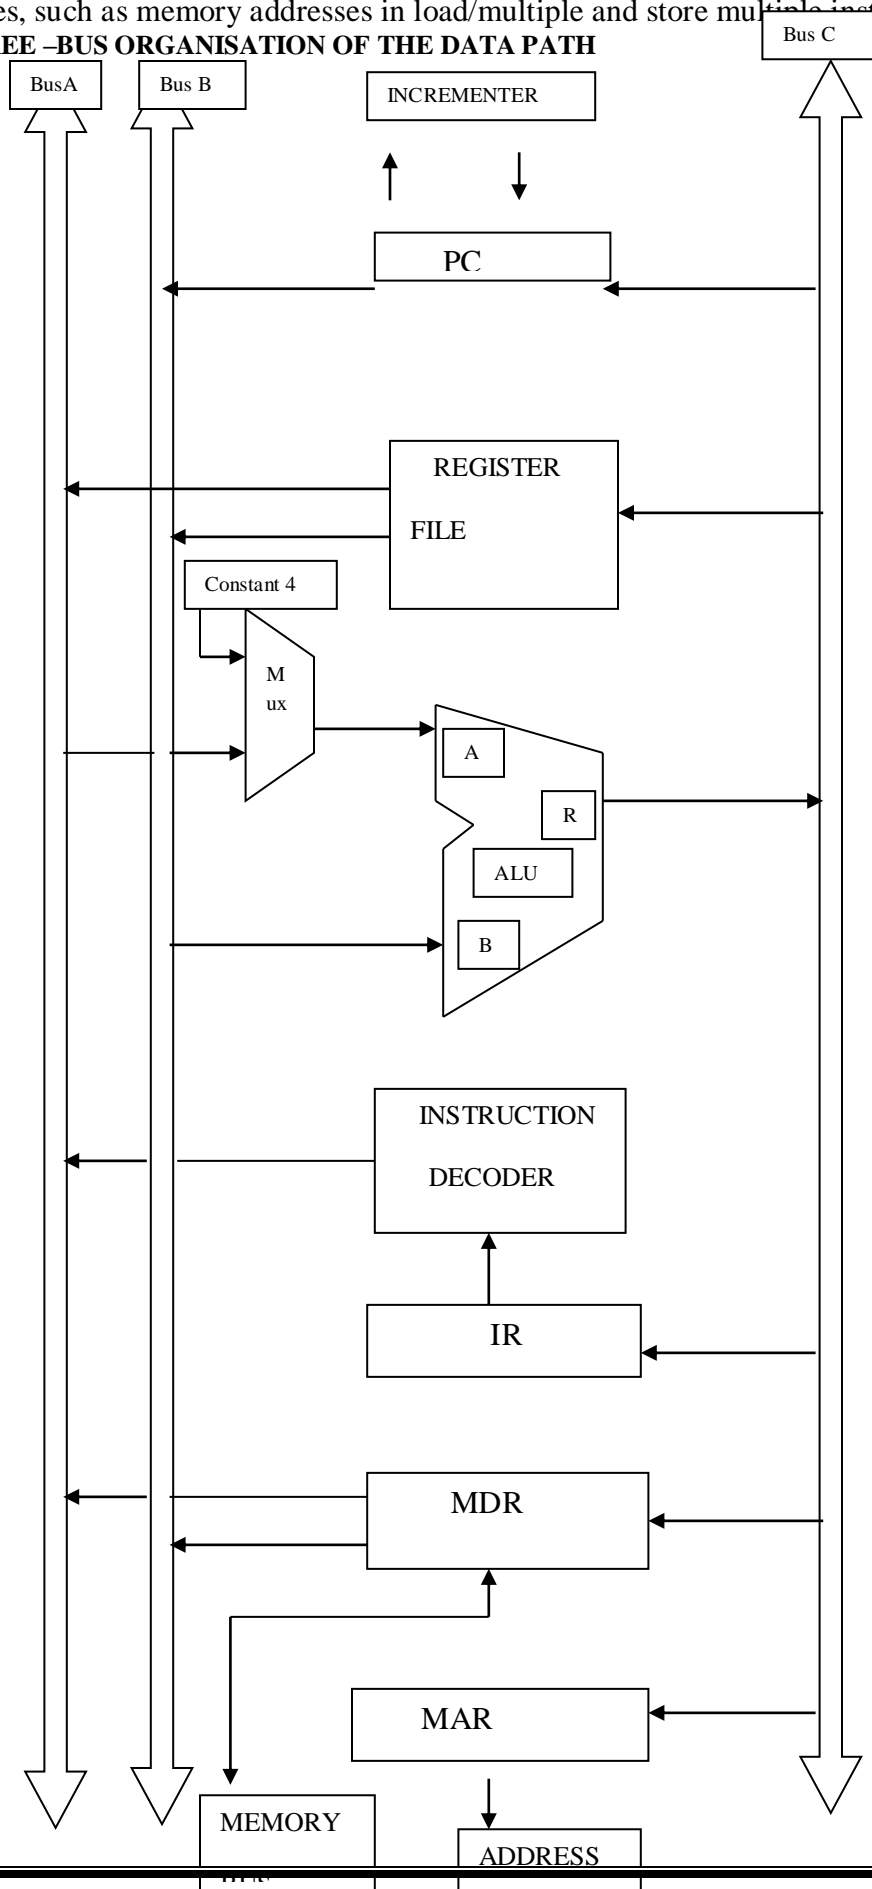 es, such as memory addresses in load/multiple and store multiple inst
EE –BUS ORGANISATION OF THE DATA PATH
Bus C
BusA
Bus B
INCREMENTER
PC
REGISTER
FILE
Constant 4
M
ux
A
R
ALU
B
INSTRUCTION
DECODER
IR
MDR
MAR
MEMORY
ADDRESS